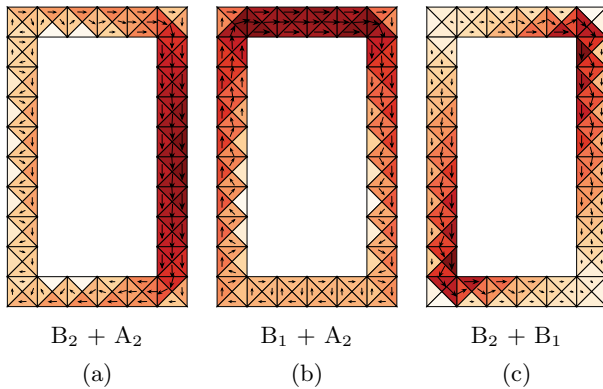 B₂ + A₂ B₁ + A₂ B₂ + B₁
(a) (b) (c)